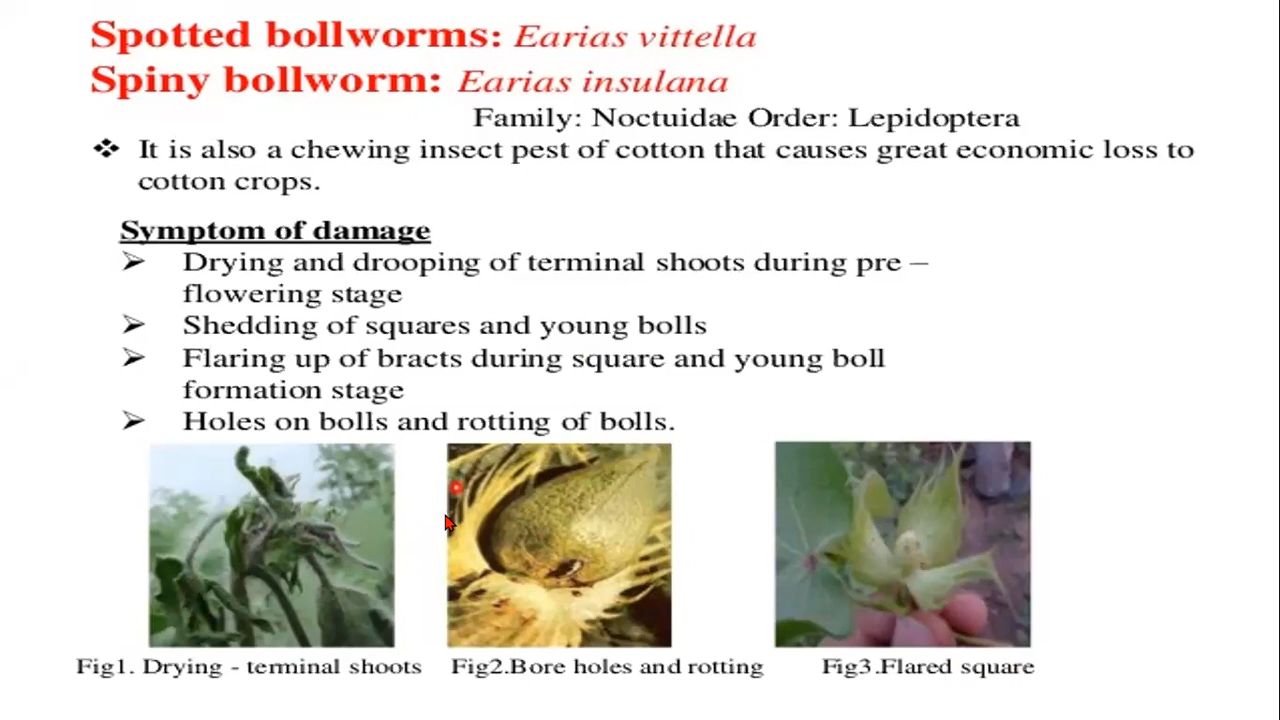 Spotted bollworms: Earias vittella
Spiny bollworm: Earias insulana
Family: Noctuidae Order: Lepidoptera
❖ It is also a chewing insect pest of cotton that causes great economic loss to
cotton crops.
Symptom of damage
➢ Drying and drooping of terminal shoots during pre –
flowering stage
➢ Shedding of squares and young bolls
➢ Flaring up of bracts during square and young boll
formation stage
➢ Holes on bolls and rotting of bolls.
Fig1. Drying - terminal shoots Fig2.Bore holes and rotting Fig3.Flared square